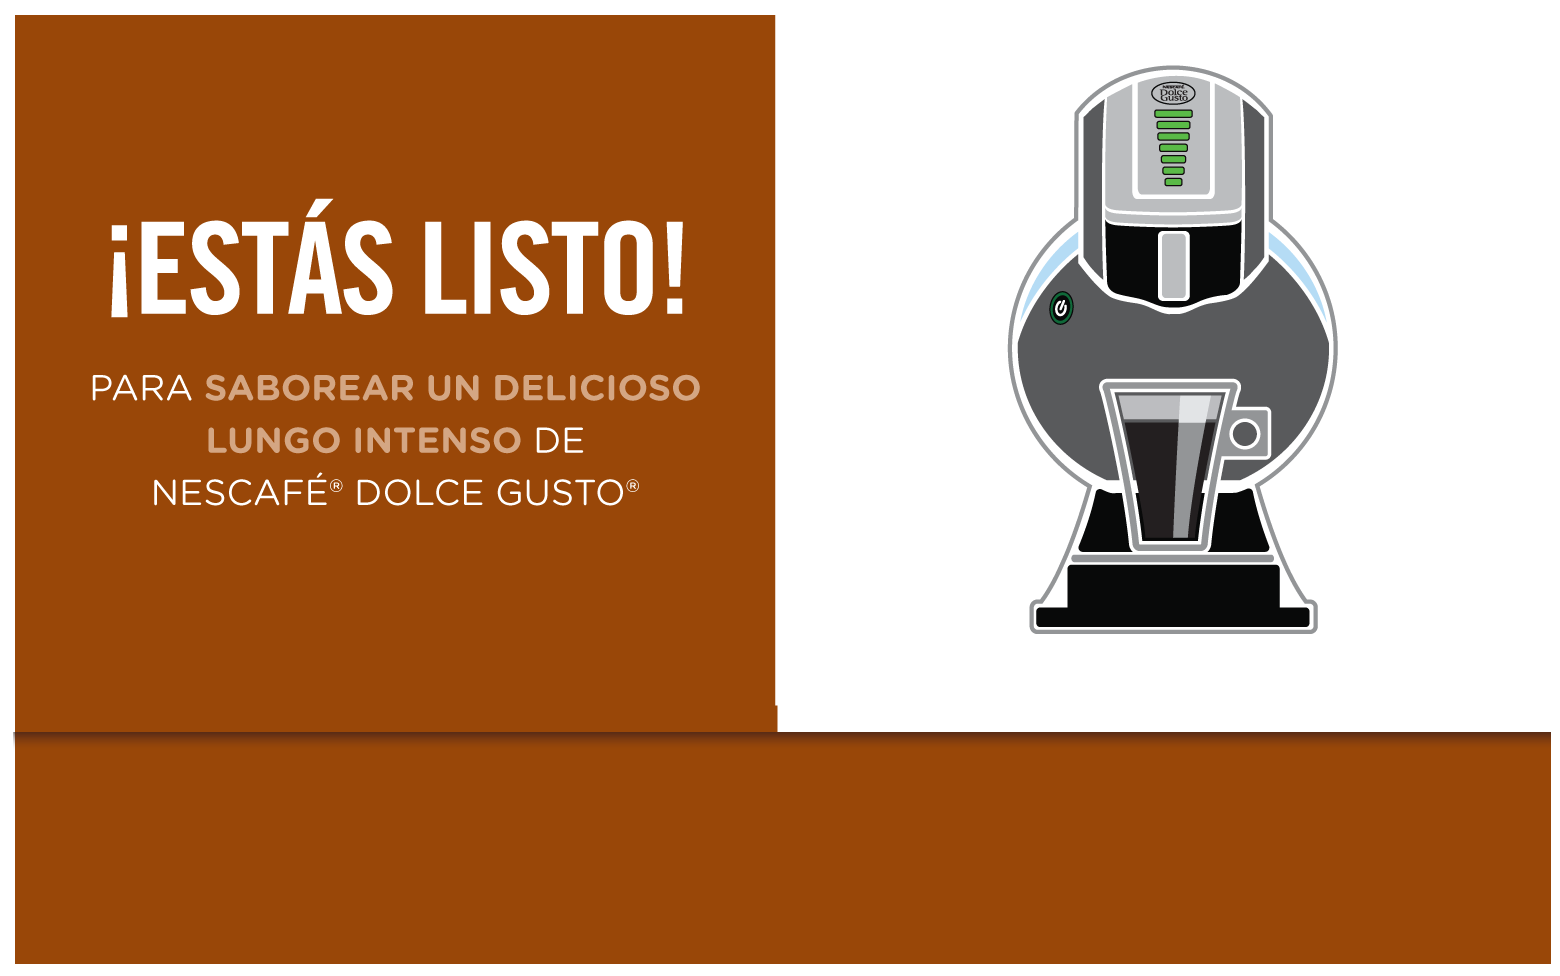 ¡ESTÁS LISTO!
PARA SABOREAR UN DELICIOSO
LUNGO INTENSO DE
NESCAFÉ® DOLCE GUSTO®
NESCAFÉ
Dolce
Gusto